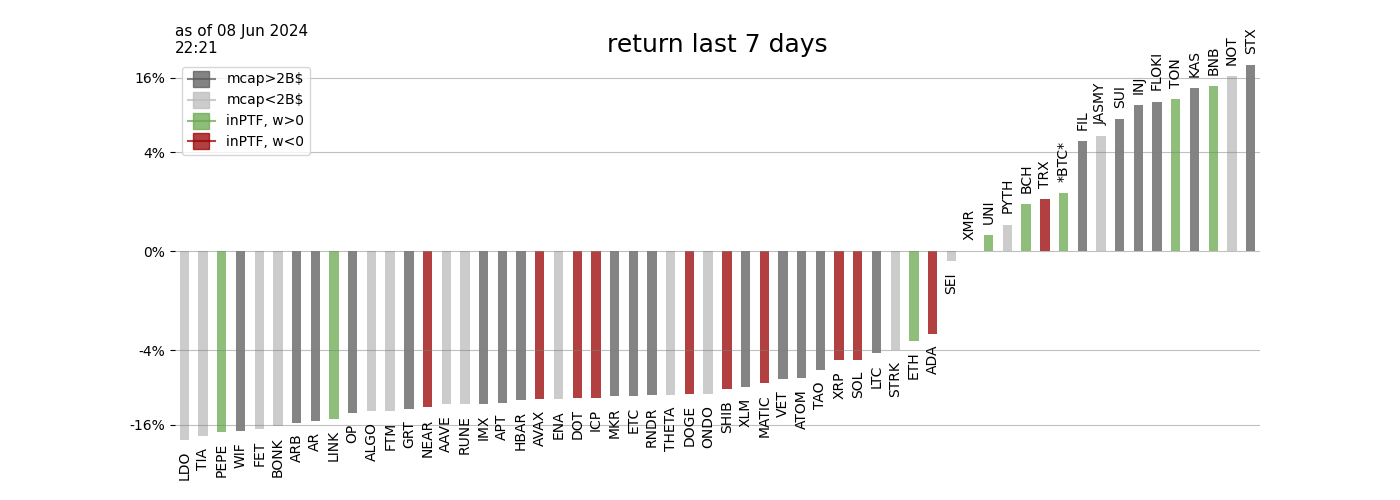 as of 08 Jun 2024
22:21
return last 7 days
mcap>2B$
mcap<2B$
inPTF, w>0
inPTF, w<0
16%
4%
0%
-4%
-16%
LDO
TIA
PEPE
WIF
FET
BONK
ARB
AR
LINK
OP
ALGO
FTM
GRT
NEAR
AAVE
RUNE
IMX
APT
HBAR
AVAX
ENA
DOT
ICP
MKR
ETC
RNDR
THETA
DOGE
ONDO
SHIB
XLM
MATIC
VET
ATOM
TAO
XRP
SOL
LTC
STRK
ETH
ADA
SEI
XMR
UNI
PYTH
BCH
TRX
*BTC*
FIL
JASMY
SUI
INJ
FLOKI
TON
KAS
BNB
NOT
STX